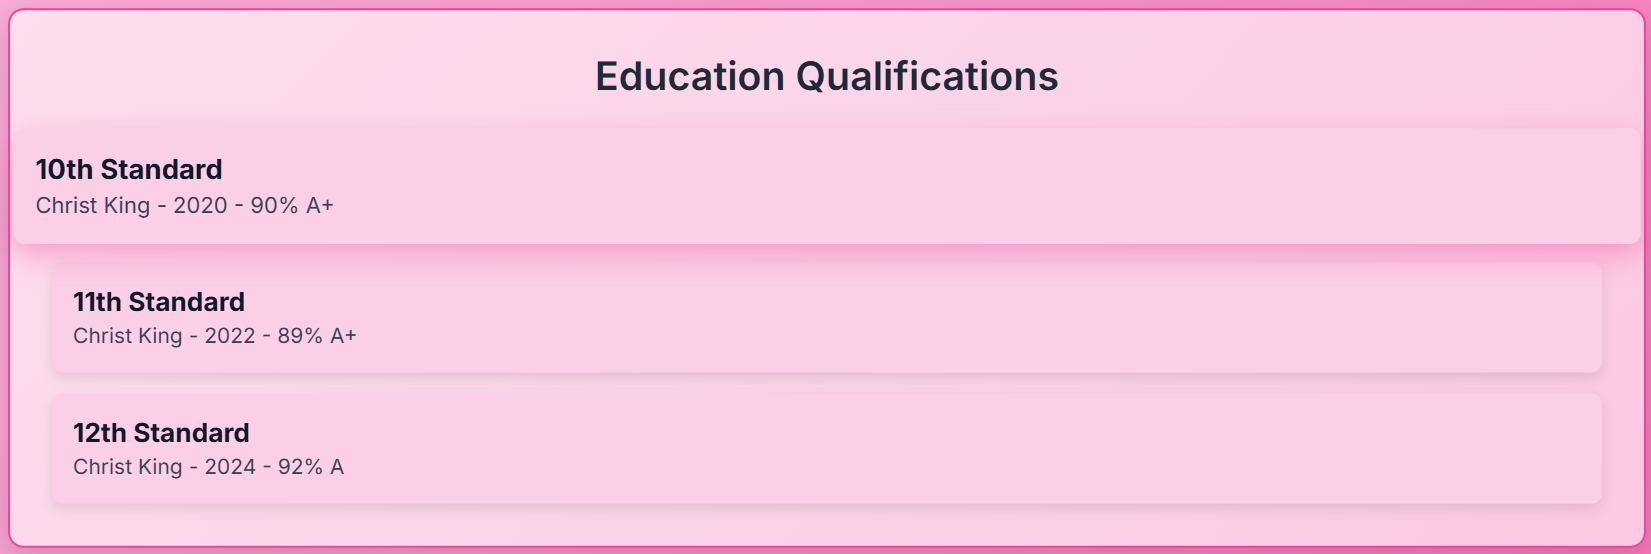 Education Qualifications
10th Standard
Christ King - 2020 - 90% A+
11th Standard
Christ King - 2022 - 89% A+
12th Standard
Christ King - 2024 - 92% A